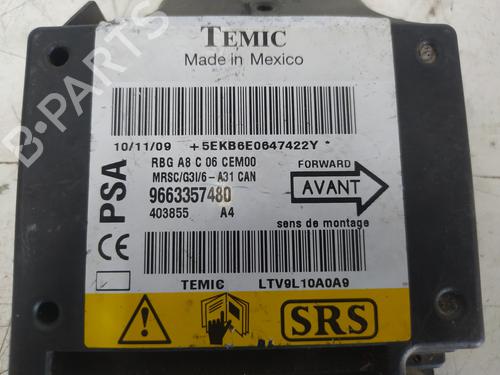 TEMIC
Made in Mexico
10/11/09 +5EKB6E0647422Y *
RBG A8 C 06 CEM00
MRSC/G3I/6 - A31 CAN
9663357480
403855 A4
FORWARD
AVANT
sens de montage
PSA
CE
TEMIC LTV9L10A0A9
SRS
B-PARTS